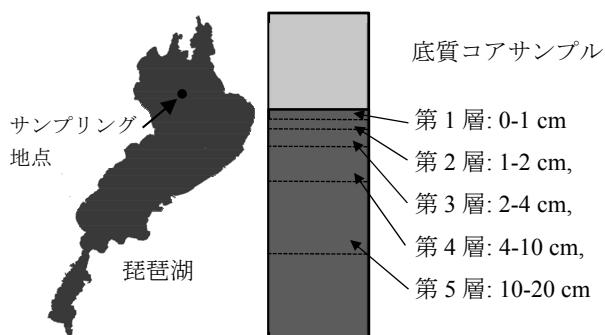 底質コアサンプル
サンプリング
地点
琵琶湖
第 1 層: 0-1 cm
第 2 層: 1-2 cm,
第 3 層: 2-4 cm,
第 4 層: 4-10 cm,
第 5 層: 10-20 cm